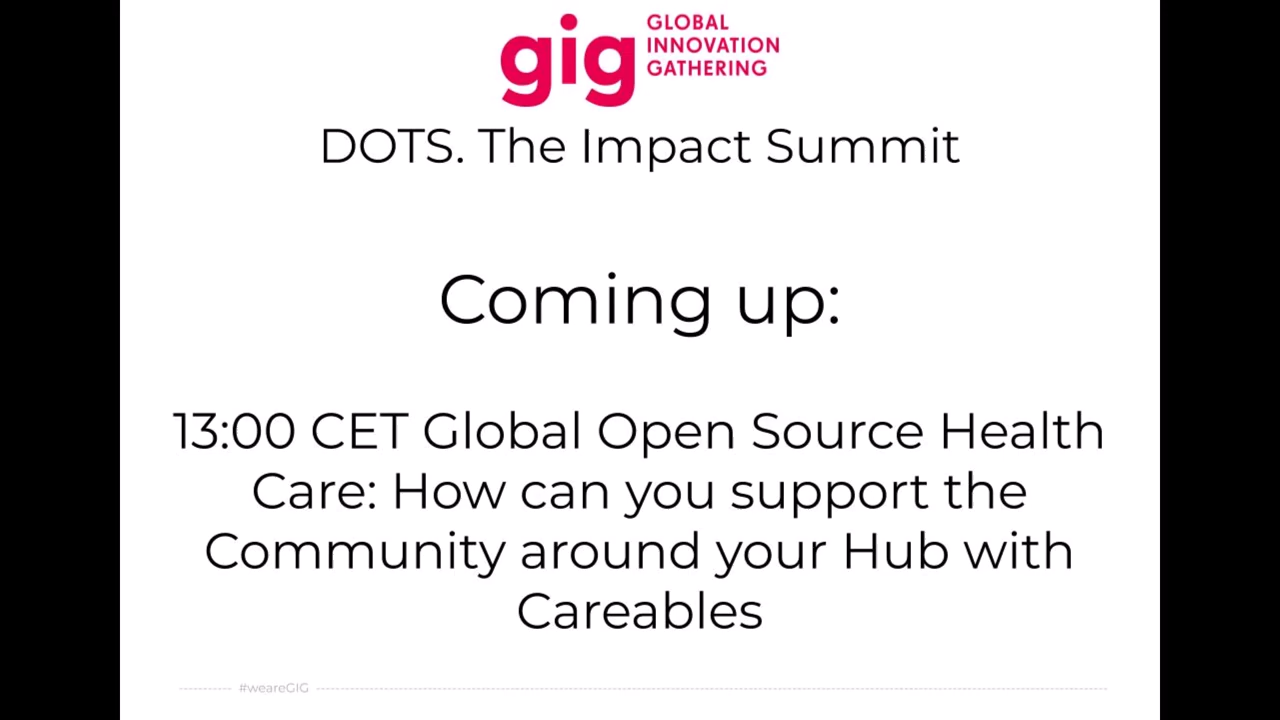 gig
GLOBAL
INNOVATION
GATHERING
DOTS. The Impact Summit
Coming up:
13:00 CET Global Open Source Health
Care: How can you support the
Community around your Hub with
Careables
#weareGIG